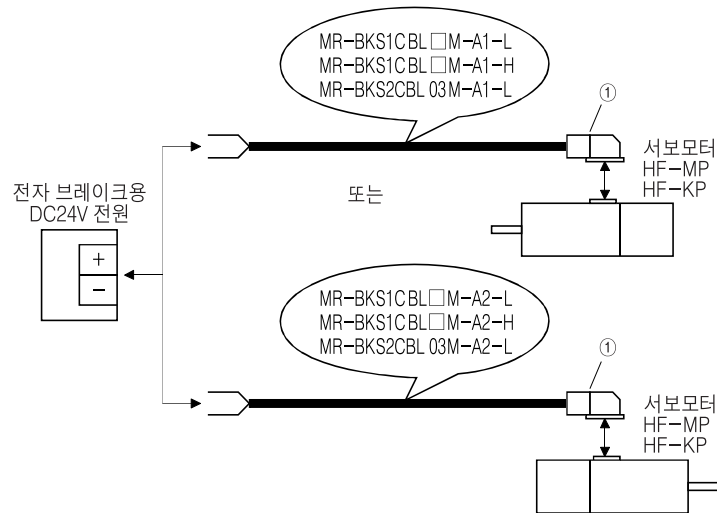 MR-BKS1CBL□M-A1-L
MR-BKS1CBL□M-A1-H
MR-BKS2CBL 03M-A1-L
①
서보모터
HF-MP
HF-KP
전자 브레이크용
DC24V 전원
또는
+
−
MR-BKS1CBL□M-A2-L
MR-BKS1CBL□M-A2-H
MR-BKS2CBL 03M-A2-L
①
서보모터
HF-MP
HF-KP